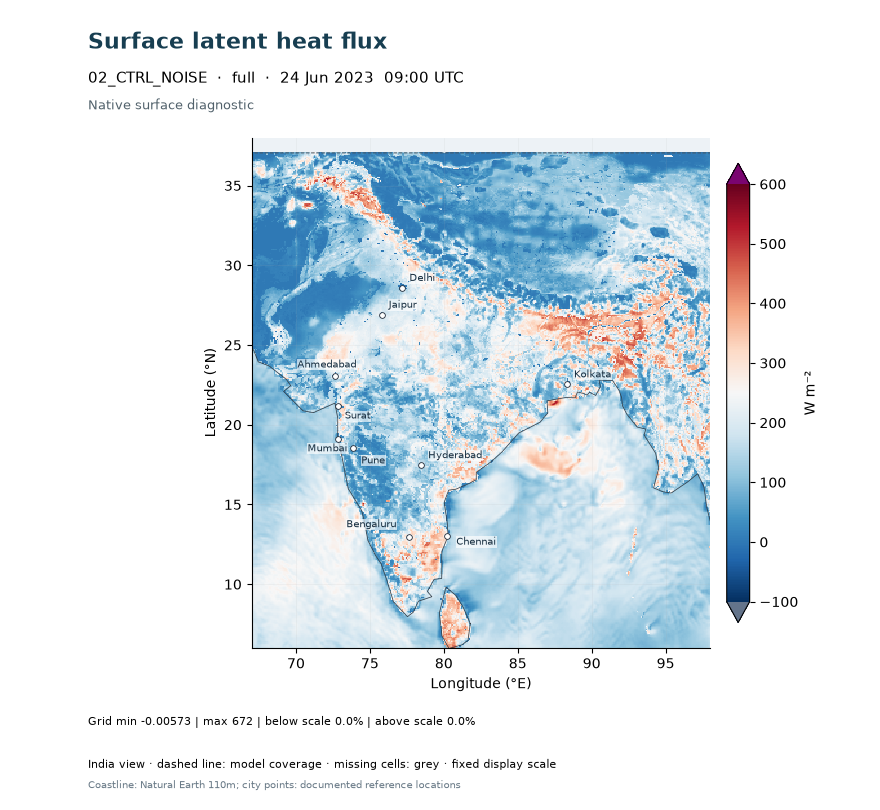 Surface latent heat flux
02_CTRL_NOISE · full · 24 Jun 2023 09:00 UTC
Native surface diagnostic
35
30
25
20
15
10
Latitude (°N)
Delhi
Jaipur
Ahmedabad
Kolkata
Surat
Mumbai
Pune
Hyderabad
Bengaluru
Chennai
70 75 80 85 90 95
Longitude (°E)
600
500
400
300
200
100
0
−100
W m⁻²
Grid min -0.00573 | max 672 | below scale 0.0% | above scale 0.0%
India view · dashed line: model coverage · missing cells: grey · fixed display scale
Coastline: Natural Earth 110m; city points: documented reference locations